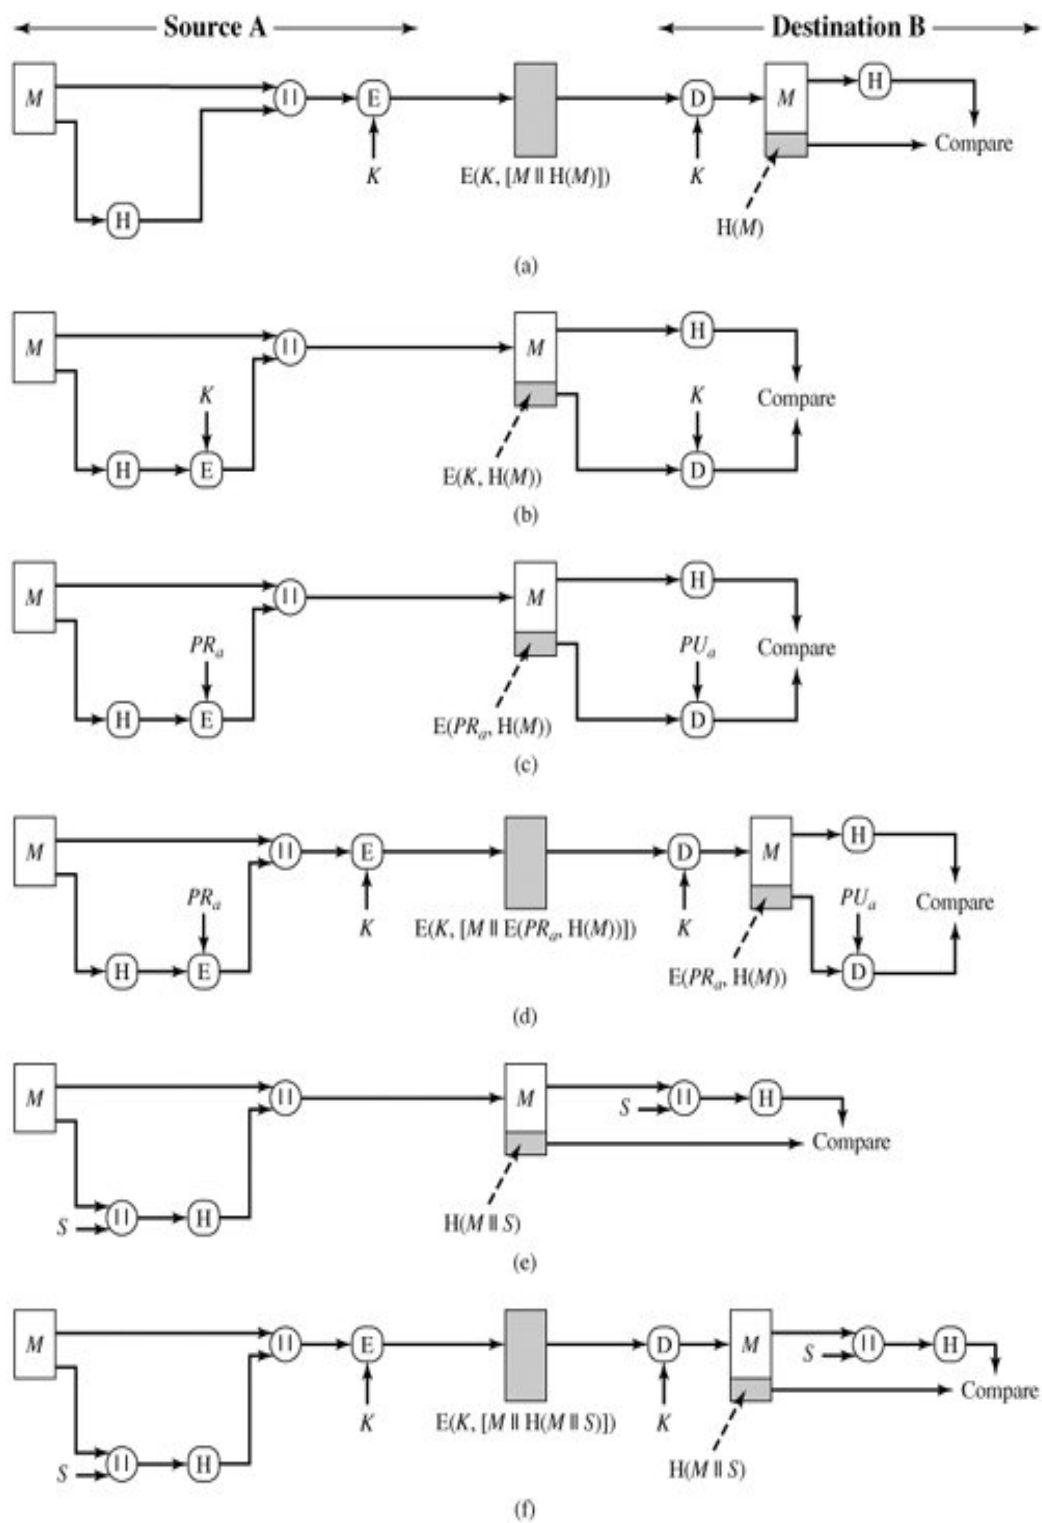 Source A
Destination B
M
||
E
D
M
H
Compare
K
E(K, [M || H(M)])
K
H
H(M)
(a)
M
||
M
H
K
K
Compare
H
E
D
E(K, H(M))
(b)
M
||
M
H
PRa
PUa
Compare
H
E
D
E(PRa, H(M))
(c)
M
||
E
D
M
H
PRa
PUa
Compare
K
E(K, [M || E(PRa, H(M))])
K
H
E
D
E(PRa, H(M))
(d)
M
||
M
S
||
H
Compare
S
||
H
H(M || S)
(e)
M
||
E
D
M
S
||
H
Compare
K
E(K, [M || H(M || S)])
K
S
||
H
H(M || S)
(f)